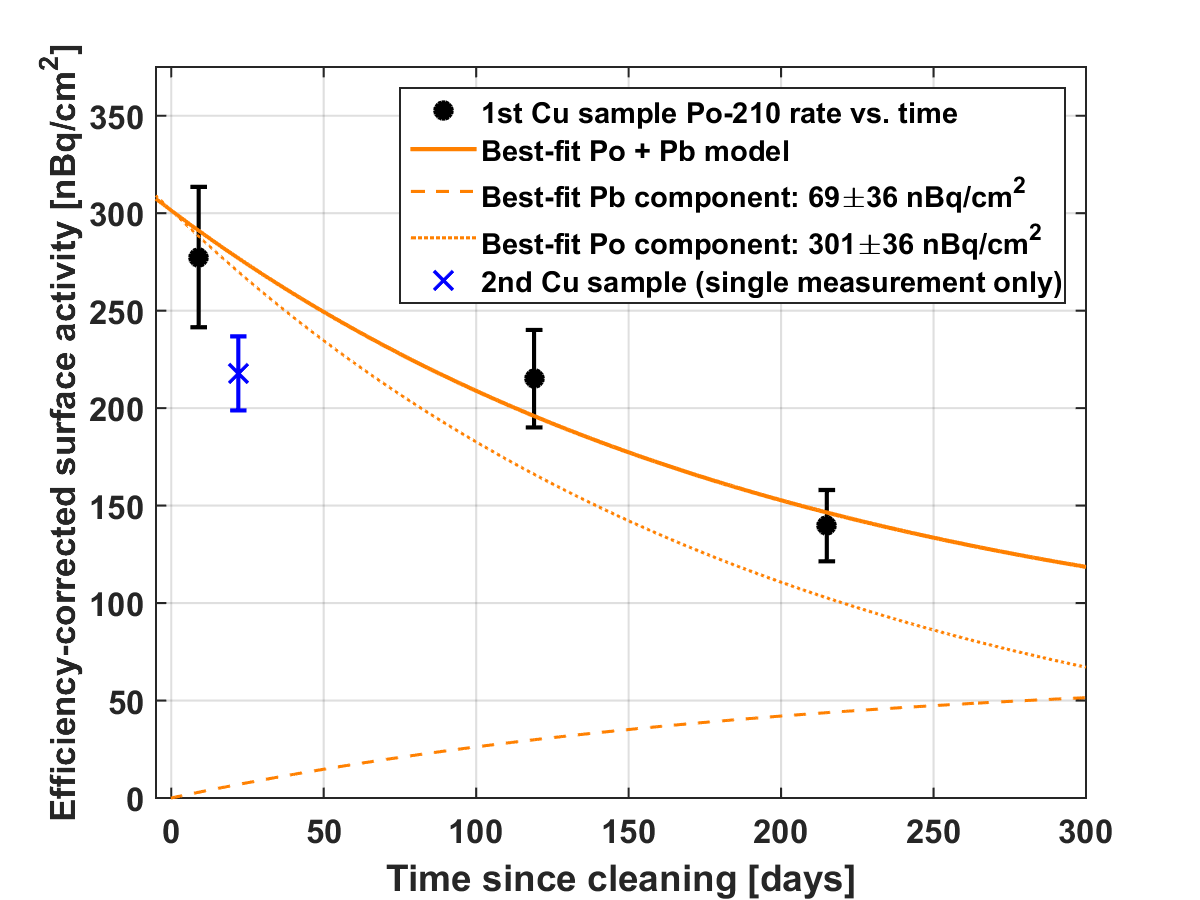 Efficiency-corrected surface activity [nBq/cm²]
350
300
250
200
150
100
50
0
1st Cu sample Po-210 rate vs. time
Best-fit Po + Pb model
Best-fit Pb component: 69±36 nBq/cm²
Best-fit Po component: 301±36 nBq/cm²
2nd Cu sample (single measurement only)
0 50 100 150 200 250 300
Time since cleaning [days]